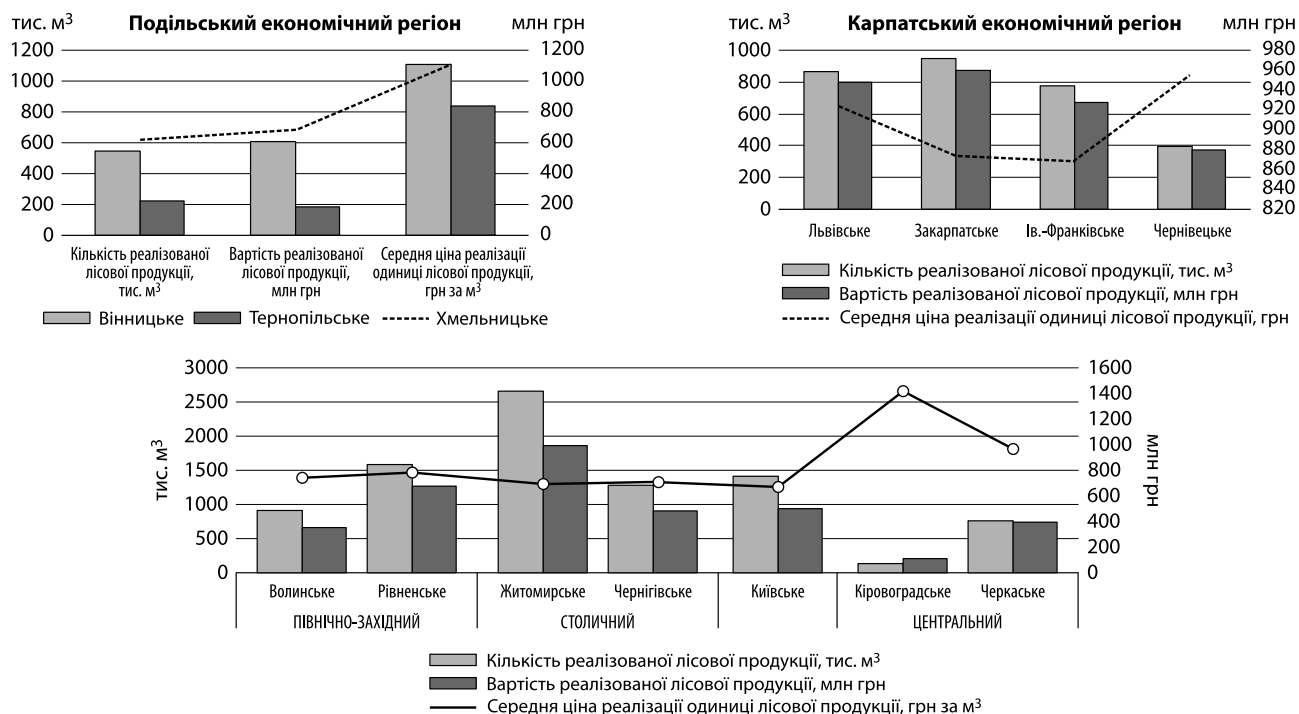 тис. м³ Подільський економічний регіон млн грн
1200 1200
1000 1000
800 800
600 600
400 400
200 200
0 0
Кількість реалізованої лісової продукції, тис. м³
Вартість реалізованої лісової продукції, млн грн
Середня ціна реалізації одиниці лісової продукції, грн за м³
Вінницьке Тернопільське Хмельницьке
тис. м³ Карпатський економічний регіон млн грн
1000
800
600
400
200
0
980
960
940
920
900
880
860
840
820
Львівське Закарпатське Ів.-Франківське Чернівецьке
Кількість реалізованої лісової продукції, тис. м³
Вартість реалізованої лісової продукції, млн грн
Середня ціна реалізації одиниці лісової продукції, грн
тис. м³
3000
2500
2000
1500
1000
500
0
1600
1400
1200
1000
800
600
400
200
0
млн грн
Волинське Рівненське Житомирське Чернігівське Київське Кіровоградське Черкаське
ПІВНІЧНО-ЗАХІДНИЙ СТОЛИЧНИЙ ЦЕНТРАЛЬНИЙ
Кількість реалізованої лісової продукції, тис. м³
Вартість реалізованої лісової продукції, млн грн
Середня ціна реалізації одиниці лісової продукції, грн за м³